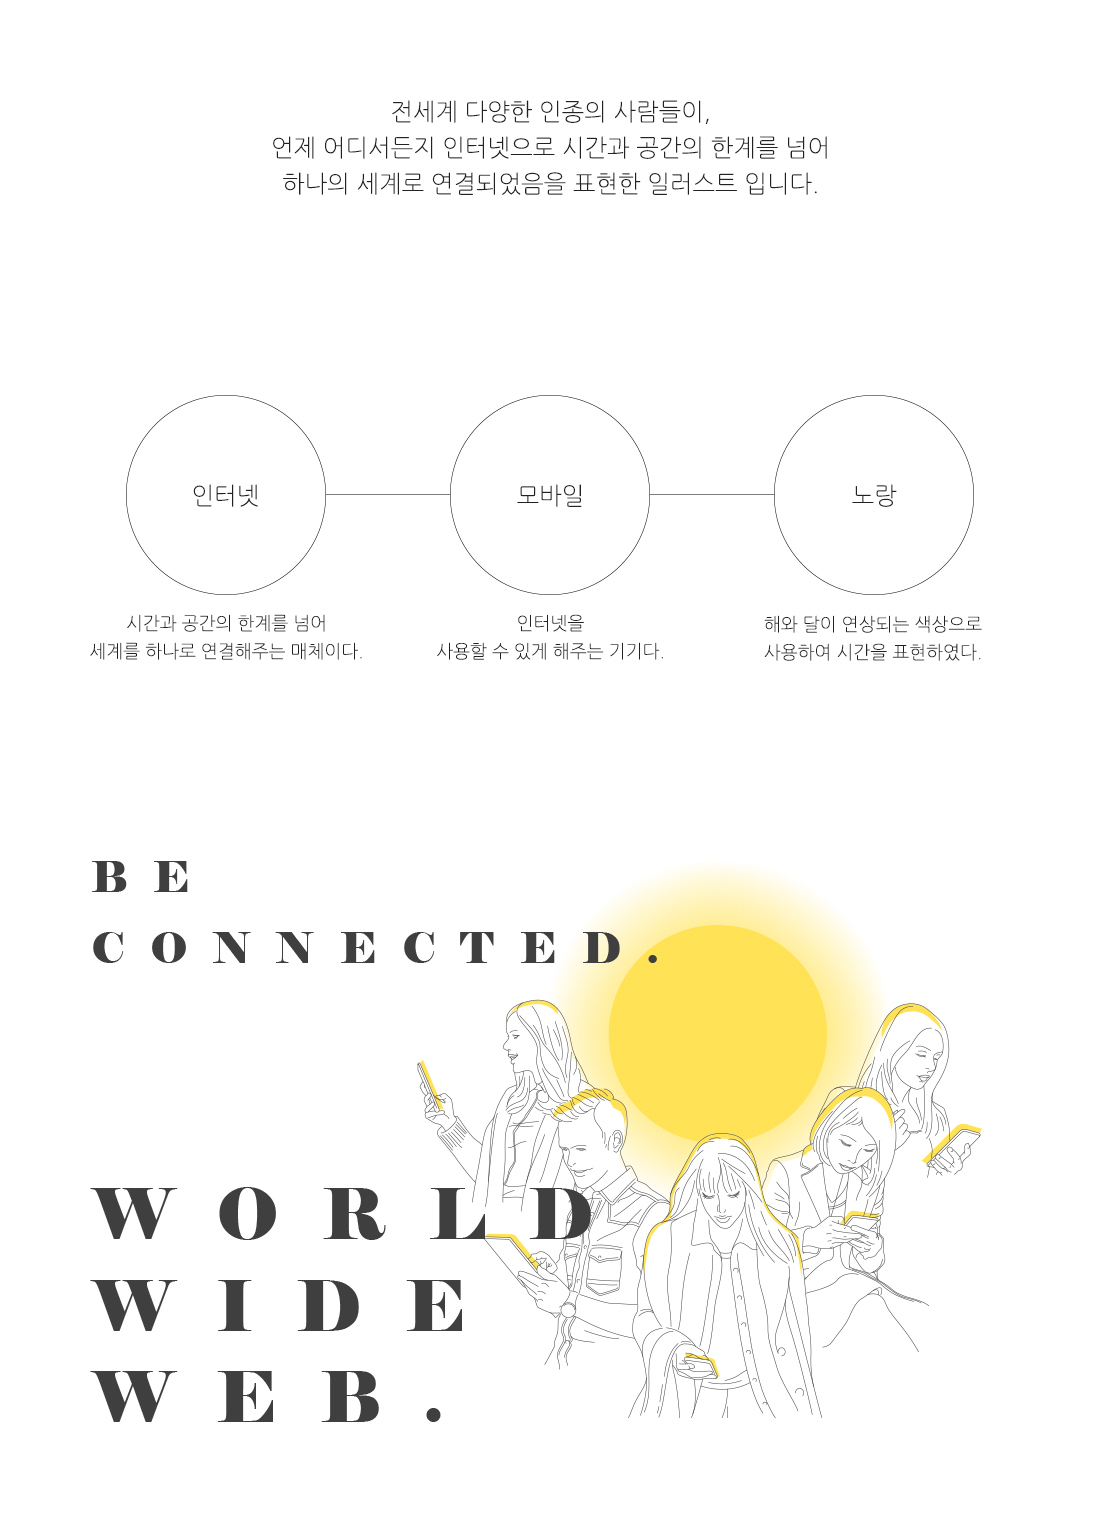 전세계 다양한 인종의 사람들이,
언제 어디서든지 인터넷으로 시간과 공간의 한계를 넘어
하나의 세계로 연결되었음을 표현한 일러스트 입니다.
인터넷
모바일
노랑
시간과 공간의 한계를 넘어
세계를 하나로 연결해주는 매체이다.
인터넷을
사용할 수 있게 해주는 기기다.
해와 달이 연상되는 색상으로
사용하여 시간을 표현하였다.
BE
CONNECTED.
WORLD
WIDE
WEB.